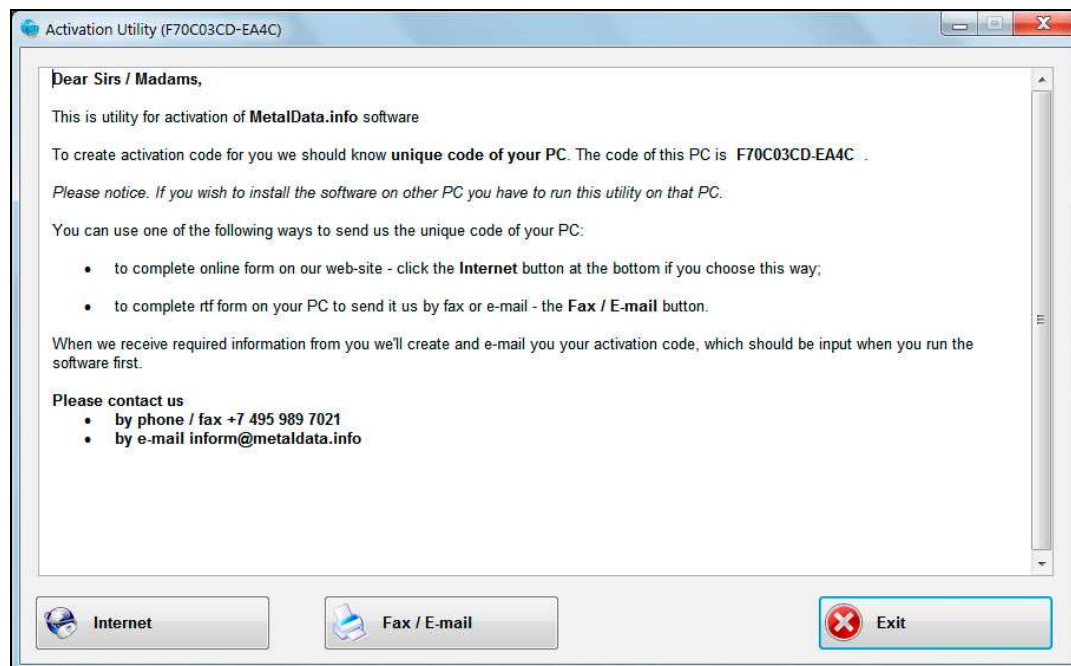 Activation Utility (F70C03CD-EA4C)
Dear Sirs / Madams,
This is utility for activation of MetalData.info software
To create activation code for you we should know unique code of your PC. The code of this PC is F70C03CD-EA4C .
Please notice. If you wish to install the software on other PC you have to run this utility on that PC.
You can use one of the following ways to send us the unique code of your PC:
• to complete online form on our web-site - click the Internet button at the bottom if you choose this way;
• to complete rtf form on your PC to send it us by fax or e-mail - the Fax / E-mail button.
When we receive required information from you we'll create and e-mail you your activation code, which should be input when you run the
software first.
Please contact us
• by phone / fax +7 495 989 7021
• by e-mail inform@metaldata.info
Internet
Fax / E-mail
Exit